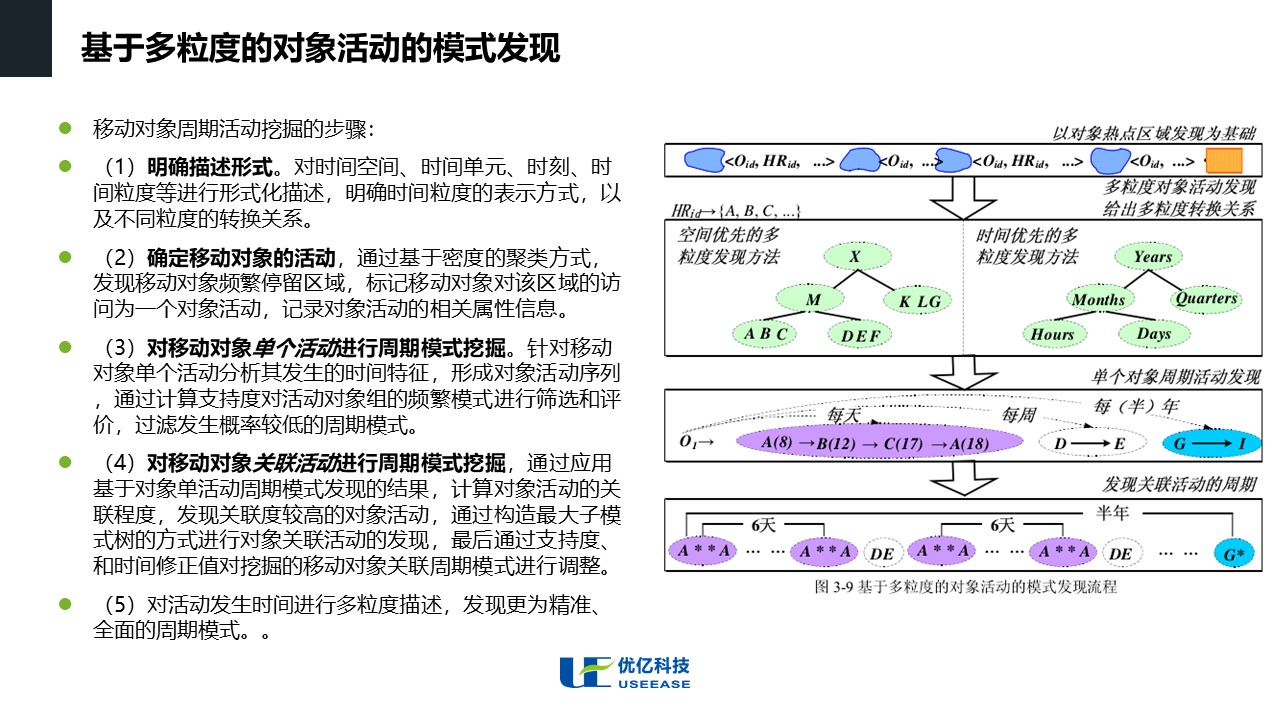 基于多粒度的对象活动的模式发现
移动对象周期活动挖掘的步骤：
（1）明确描述形式。对时间空间、时间单元、时刻、时
间粒度等进行形式化描述，明确时间粒度的表示方式，以
及不同粒度的转换关系。
（2）确定移动对象的活动，通过基于密度的聚类方式，
发现移动对象频繁停留区域，标记移动对象对该区域的访
问为一个对象活动，记录对象活动的相关属性信息。
（3）对移动对象单个活动进行周期模式挖掘。针对移动
对象单个活动分析其发生的时间特征，形成对象活动序列
，通过计算支持度对活动对象组的频繁模式进行筛选和评
价，过滤发生概率较低的周期模式。
（4）对移动对象关联活动进行周期模式挖掘，通过应用
基于对象单活动周期模式发现的结果，计算对象活动的关
联程度，发现关联度较高的对象活动，通过构造最大子模
式树的方式进行对象关联活动的发现，最后通过支持度、
和时间修正值对挖掘的移动对象关联周期模式进行调整。
（5）对活动发生时间进行多粒度描述，发现更为精准、
全面的周期模式。。
以对象热点区域发现为基础
<Oid, HRid, ...> <Oid, ...> <Oid, HRid, ...> <Oid, ...>
多粒度对象活动发现
给出多粒度转换关系
HRid→{A, B, C, ...}
空间优先的多
粒度发现方法
X
M
K LG
A B C
D E F
时间优先的多
粒度发现方法
Years
Months
Quarters
Hours
Days
单个对象周期活动发现
每天
每周
每（半）年
O1→
A(8) →B(12) → C(17) →A(18)
D → E
G → I
发现关联活动的周期
半年
6天
6天
A * * A ... ... A * * A DE A * * A ... ... A * * A DE ... ... G*
图 3-9 基于多粒度的对象活动的模式发现流程
UE 优亿科技
USEEASE